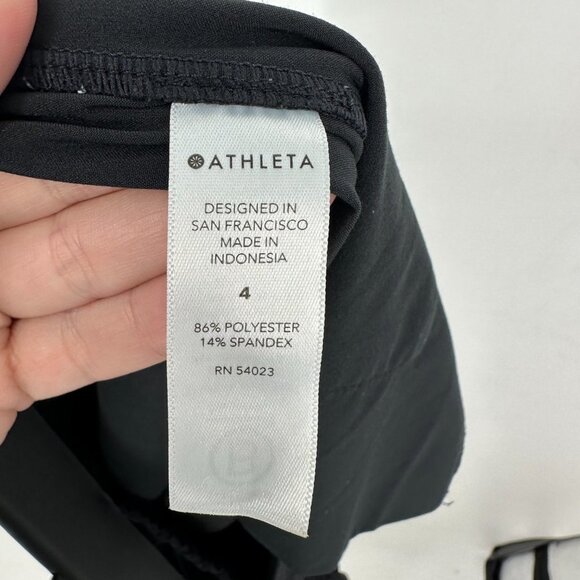 ATHLETA
DESIGNED IN
SAN FRANCISCO
MADE IN
INDONESIA
4
86% POLYESTER
14% SPANDEX
RN 54023